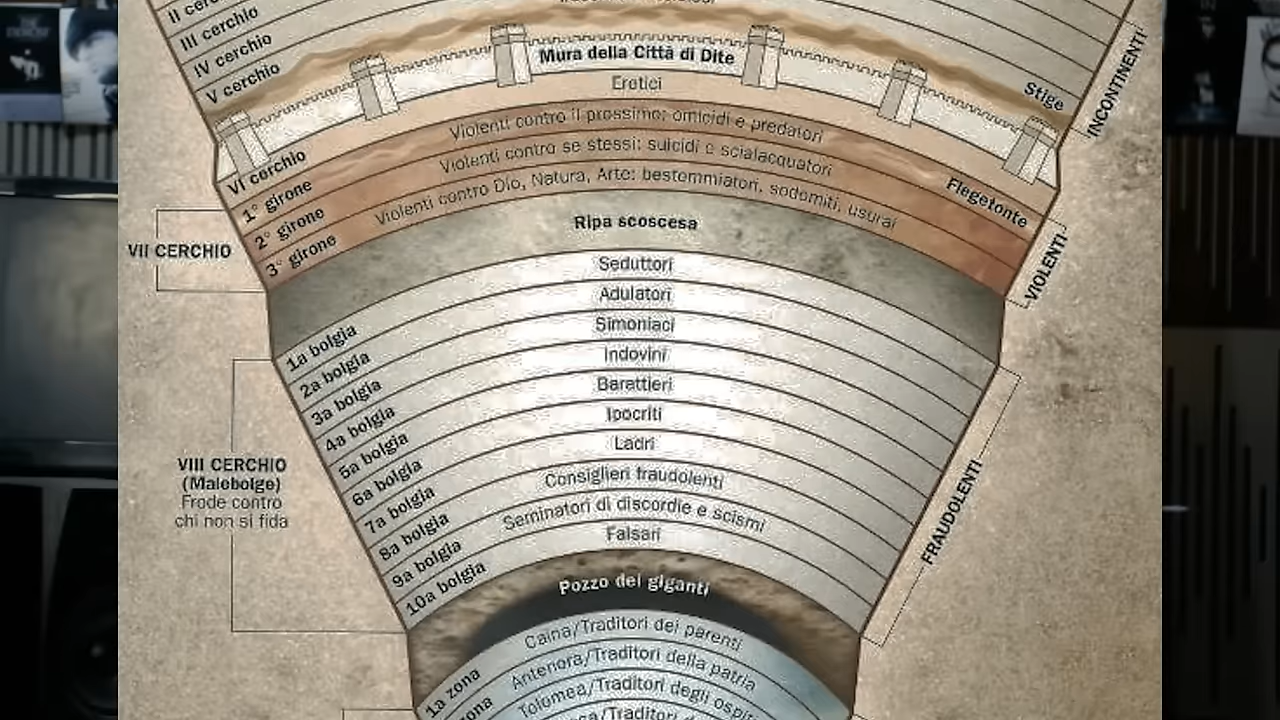 III cerchio
IV cerchio
V cerchio
Stige
INCONTINENTI
Mura della Città di Dite
VI cerchio
Eretici
VII CERCHIO
1° girone
Violenti contro il prossimo: omicidi e predatori
Flegetonte
2° girone
Violenti contro se stessi: suicidi e scialacquatori
3° girone
Violenti contro Dio, Natura, Arte: bestemmiatori, sodomiti, usurai
VIOLENTI
Ripa scoscesa
VIII CERCHIO
(Malebolge)
Frode contro
chi non si fida
1a bolgia
Seduttori
2a bolgia
Adulatori
3a bolgia
Simoniaci
4a bolgia
Indovini
5a bolgia
Barattieri
6a bolgia
Ipocriti
7a bolgia
Ladri
8a bolgia
Consiglieri fraudolenti
9a bolgia
Seminatori di discordie e scismi
10a bolgia
Falsari
FRAUDOLENTI
Pozzo dei giganti
1a zona
Caina/Traditori dei parenti
Antenora/Traditori della patria
Tolomea/Traditori degli